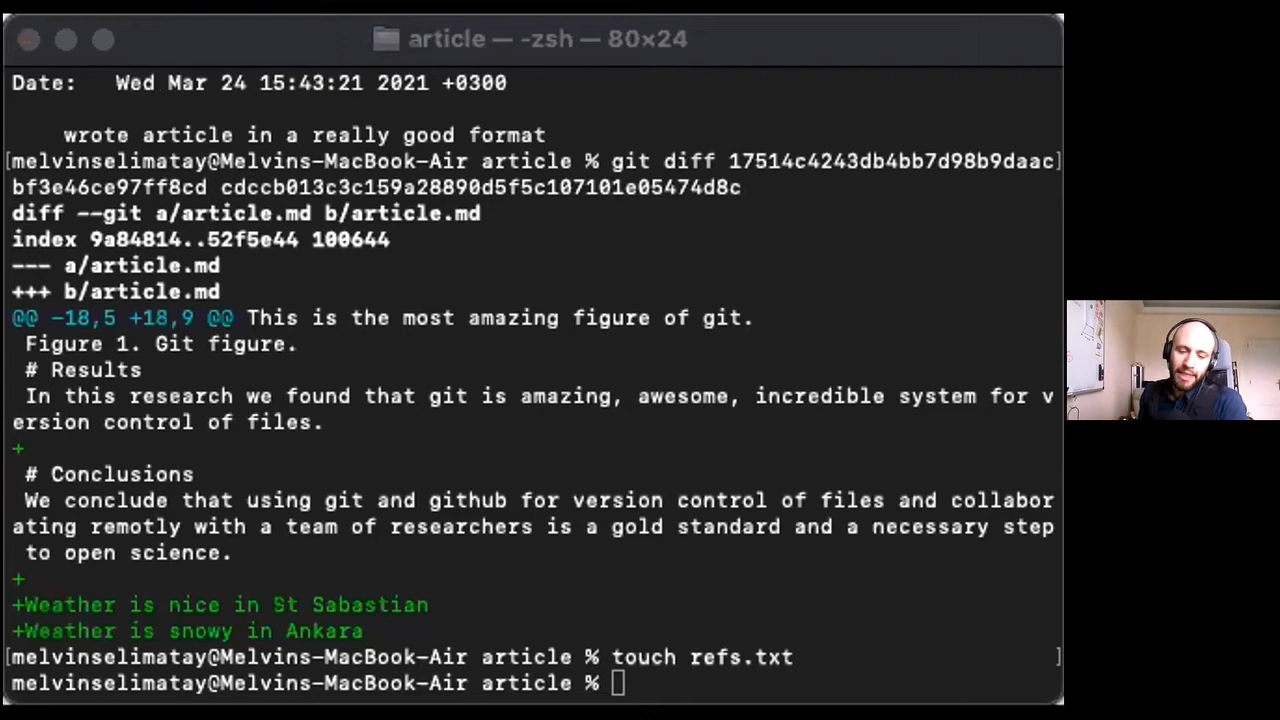 article — -zsh — 80×24
Date:   Wed Mar 24 15:43:21 2021 +0300
    wrote article in a really good format
[melvinselimatay@Melvins-MacBook-Air article % git diff 17514c4243db4bb7d98b9daac]
bf3e46ce97ff8cd cdccb013c3c159a28890d5f5c107101e05474d8c
diff --git a/article.md b/article.md
index 9a84814..52f5e44 100644
--- a/article.md
+++ b/article.md
@@ -18,5 +18,9 @@ This is the most amazing figure of git.
 Figure 1. Git figure.
 # Results
 In this research we found that git is amazing, awesome, incredible system for v
ersion control of files.
+
 # Conclusions
 We conclude that using git and github for version control of files and collabor
ating remotly with a team of researchers is a gold standard and a necessary step
 to open science.
+
+Weather is nice in St Sabastian
+Weather is snowy in Ankara
[melvinselimatay@Melvins-MacBook-Air article % touch refs.txt ]
melvinselimatay@Melvins-MacBook-Air article %